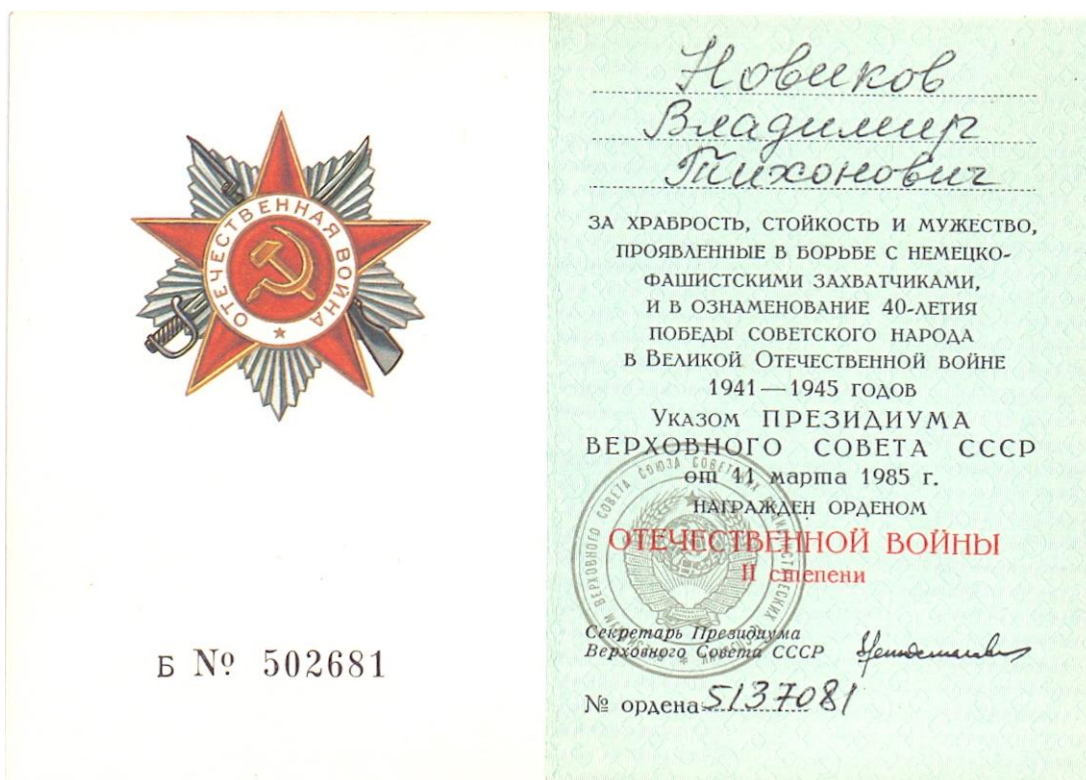 ОТЕЧЕСТВЕННАЯ ВОЙНА
Б № 502681
Новиков
Владимир
Тихонович
ЗА ХРАБРОСТЬ, СТОЙКОСТЬ И МУЖЕСТВО,
ПРОЯВЛЕННЫЕ В БОРЬБЕ С НЕМЕЦКО-
ФАШИСТСКИМИ ЗАХВАТЧИКАМИ,
И В ОЗНАМЕНОВАНИЕ 40-ЛЕТИЯ
ПОБЕДЫ СОВЕТСКОГО НАРОДА
В ВЕЛИКОЙ ОТЕЧЕСТВЕННОЙ ВОЙНЕ
1941—1945 ГОДОВ
УКАЗОМ ПРЕЗИДИУМА
ВЕРХОВНОГО СОВЕТА СССР
от 11 марта 1985 г.
НАГРАЖДЕН ОРДЕНОМ
ОТЕЧЕСТВЕННОЙ ВОЙНЫ
II степени
Секретарь Президиума
Верховного Совета СССР
№ ордена 5137081